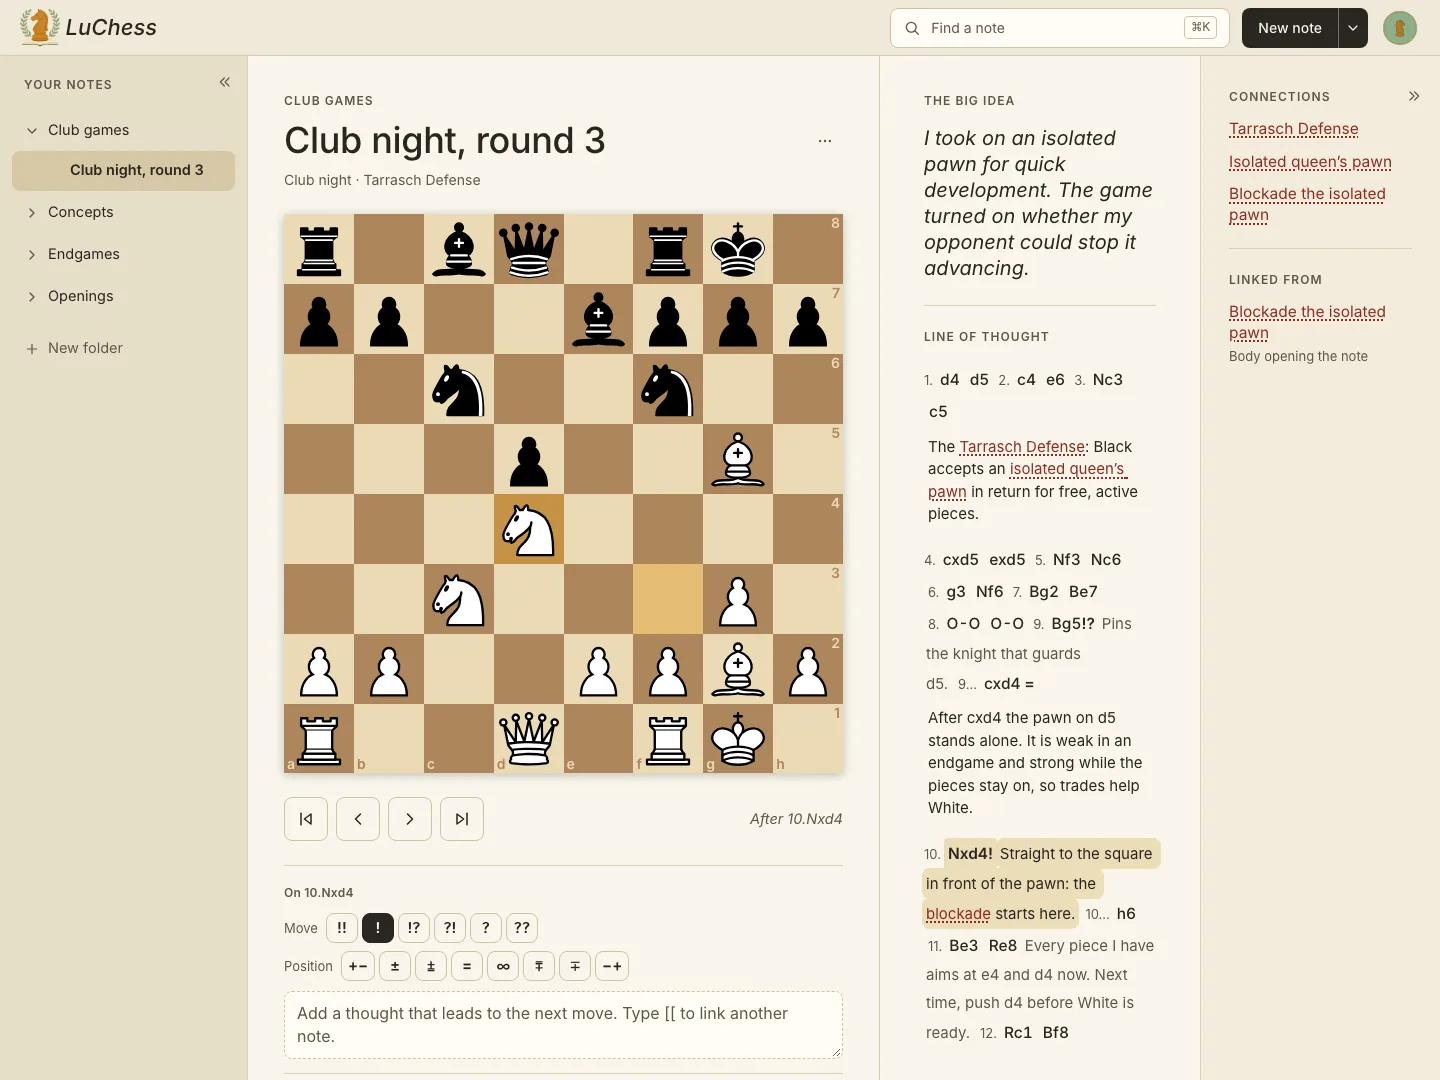 LuChess
Find a note
⌘K
New note
YOUR NOTES
Club games
Club night, round 3
Concepts
Endgames
Openings
New folder
CLUB GAMES
Club night, round 3
Club night · Tarrasch Defense
8
7
6
5
4
3
2
1
a b c d e f g h
After 10.Nxd4
On 10.Nxd4
Move !! ! !? ?! ? ??
Position +− ± ⩲ = ∞ ⩱ ∓ −+
Add a thought that leads to the next move. Type [[ to link another
note.
THE BIG IDEA
I took on an isolated
pawn for quick
development. The game
turned on whether my
opponent could stop it
advancing.
LINE OF THOUGHT
1. d4 d5 2. c4 e6 3. Nc3
c5
The Tarrasch Defense: Black
accepts an isolated queen’s
pawn in return for free, active
pieces.
4. cxd5 exd5 5. Nf3 Nc6
6. g3 Nf6 7. Bg2 Be7
8. O-O O-O 9. Bg5!? Pins
the knight that guards
d5. 9... cxd4 =
After cxd4 the pawn on d5
stands alone. It is weak in an
endgame and strong while the
pieces stay on, so trades help
White.
10. Nxd4! Straight to the square
in front of the pawn: the
blockade starts here. 10... h6
11. Be3 Re8 Every piece I have
aims at e4 and d4 now. Next
time, push d4 before White is
ready. 12. Rc1 Bf8
CONNECTIONS
Tarrasch Defense
Isolated queen’s pawn
Blockade the isolated
pawn
LINKED FROM
Blockade the isolated
pawn
Body opening the note